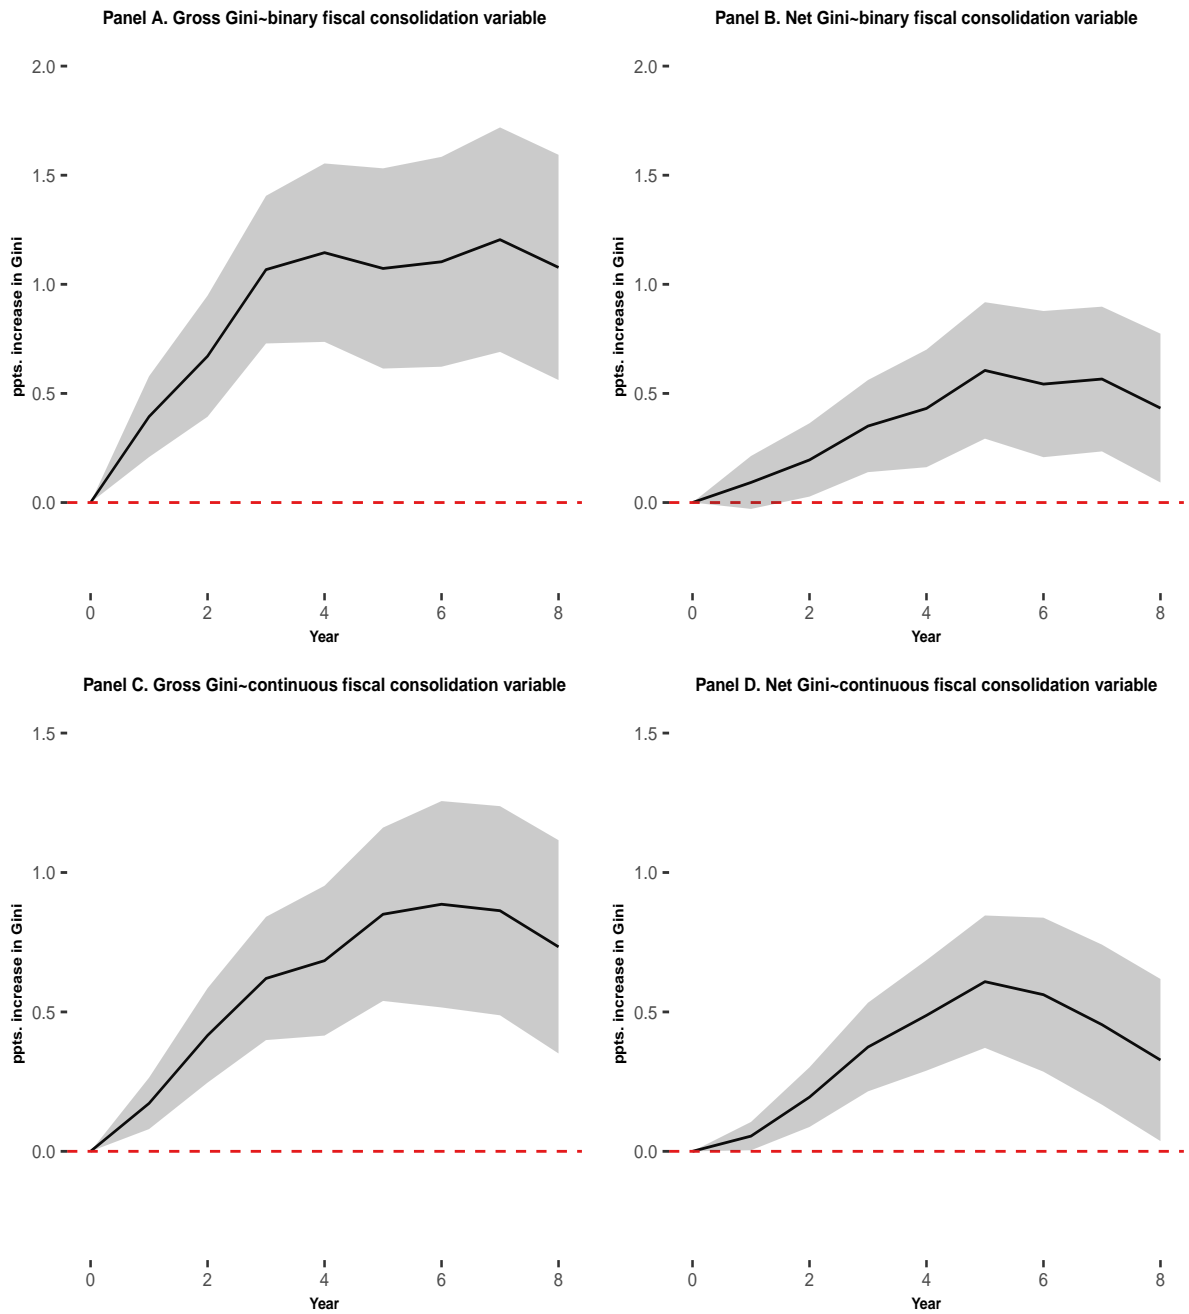 Panel A. Gross Gini~binary fiscal consolidation variable
ppts. increase in Gini
2.0
1.5
1.0
0.5
0.0
0 2 4 6 8
Year
Panel B. Net Gini~binary fiscal consolidation variable
ppts. increase in Gini
2.0
1.5
1.0
0.5
0.0
0 2 4 6 8
Year
Panel C. Gross Gini~continuous fiscal consolidation variable
ppts. increase in Gini
1.5
1.0
0.5
0.0
0 2 4 6 8
Year
Panel D. Net Gini~continuous fiscal consolidation variable
ppts. increase in Gini
1.5
1.0
0.5
0.0
0 2 4 6 8
Year